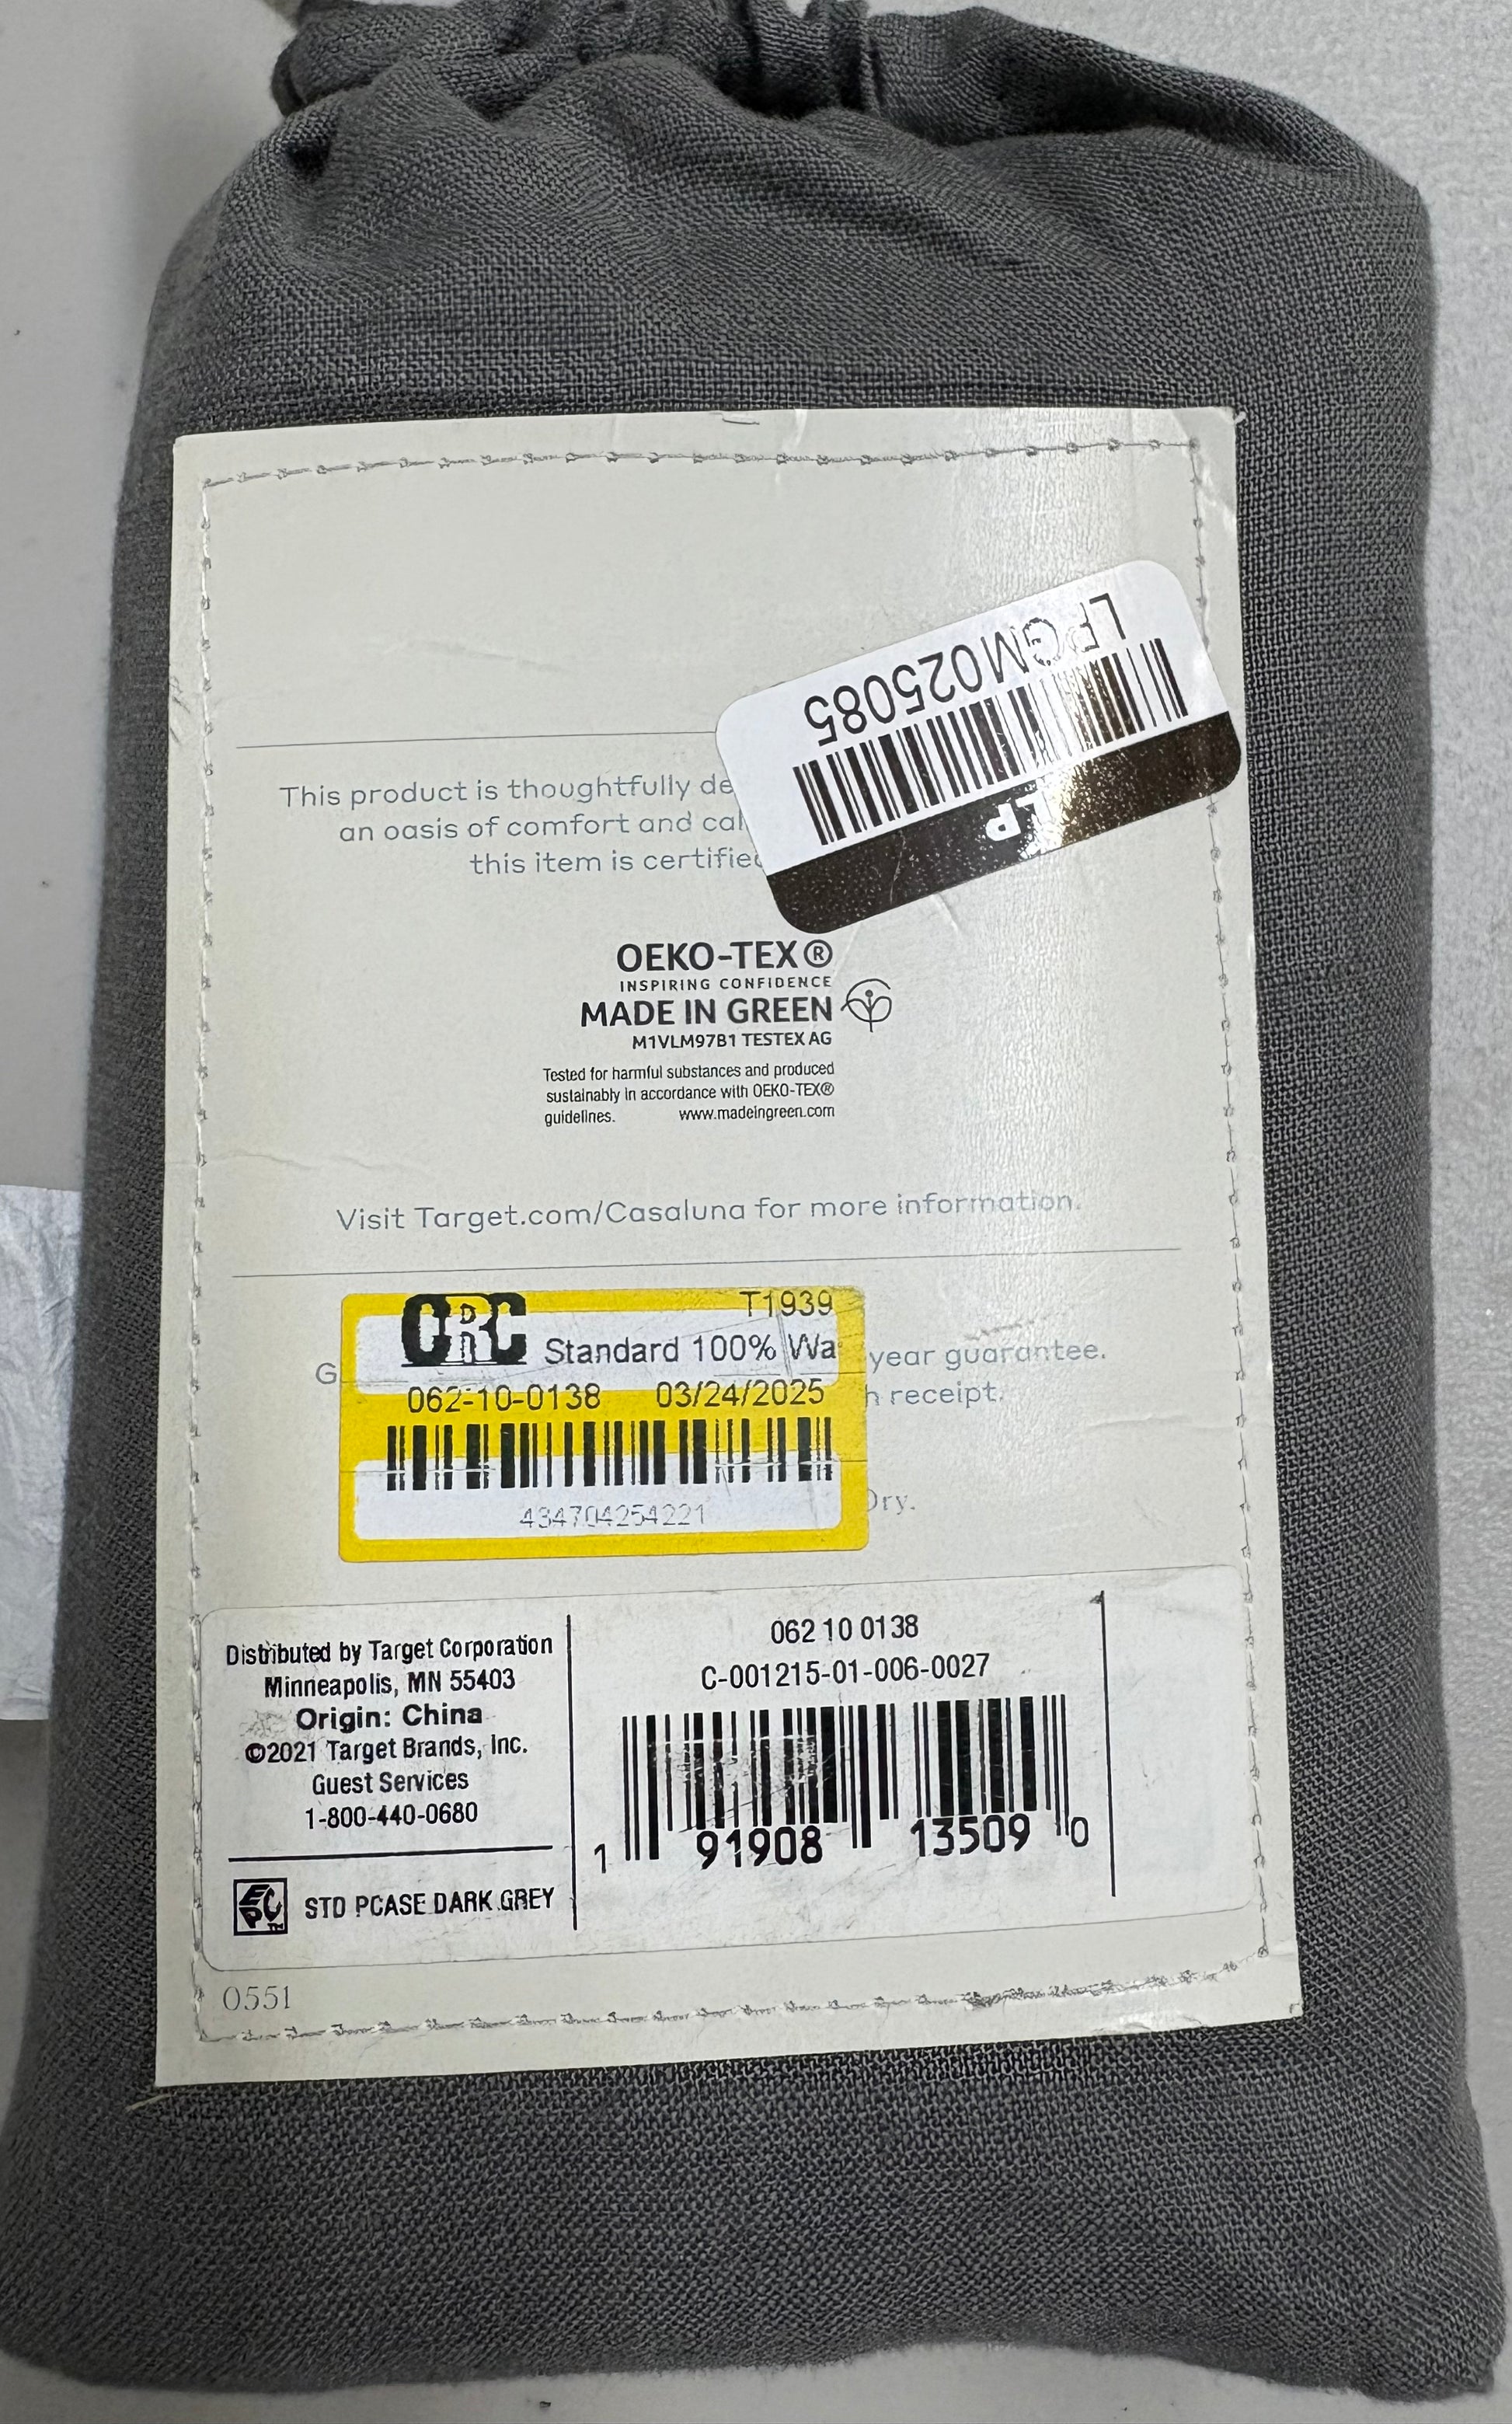 LPGM025085
LP
This product is thoughtfully de
an oasis of comfort and cal
this item is certified
OEKO-TEX®
INSPIRING CONFIDENCE
MADE IN GREEN
M1VLM97B1 TESTEX AG
Tested for harmful substances and produced
sustainably in accordance with OEKO-TEX®
guidelines. www.madeingreen.com
Visit Target.com/Casaluna for more information.
CRC T1939
Standard 100% Wa
G year guarantee.
062-10-0138 03/24/2025
h receipt.
434704254221
Dry.
Distributed by Target Corporation
Minneapolis, MN 55403
Origin: China
©2021 Target Brands, Inc.
Guest Services
1-800-440-0680
STD PCASE DARK GREY
062 10 0138
C-001215-01-006-0027
1 91908 13509 0
0551